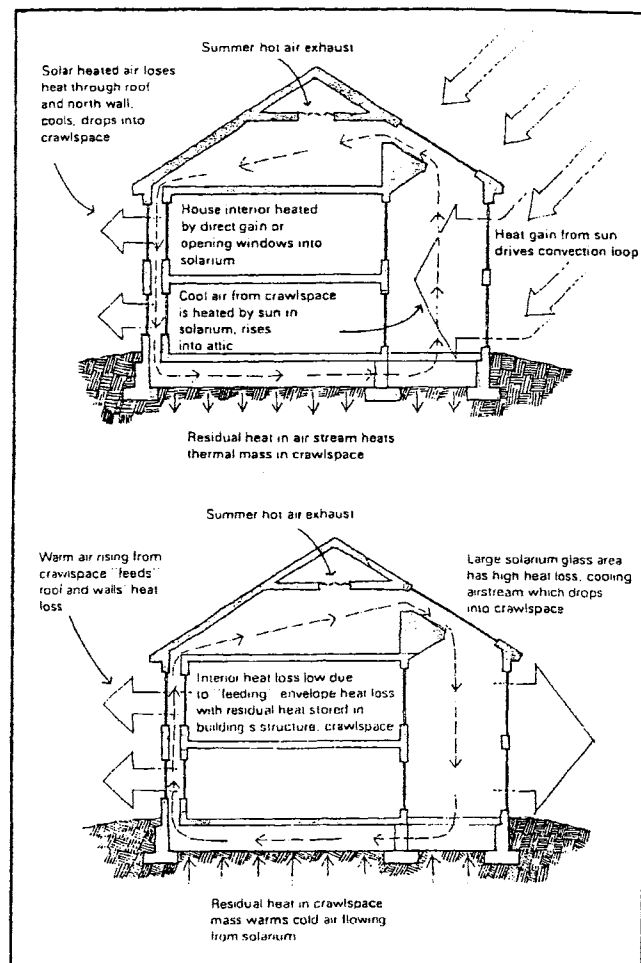 Summer hot air exhaust
Solar heated air loses
heat through roof
and north wall,
cools, drops into
crawlspace
House interior heated
by direct gain or
opening windows into
solarium
Heat gain from sun
drives convection loop
Cool air from crawlspace
is heated by sun in
solarium, rises
into attic
Residual heat in air stream heats
thermal mass in crawlspace
Summer hot air exhaust
Warm air rising from
crawlspace "feeds"
roof and walls' heat
loss
Large solarium glass area
has high heat loss, cooling
airstream which drops
into crawlspace
Interior heat loss low due
to "feeding" envelope heat loss
with residual heat stored in
building s structure, crawlspace
Residual heat in crawlspace
mass warms cold air flowing
from solarium